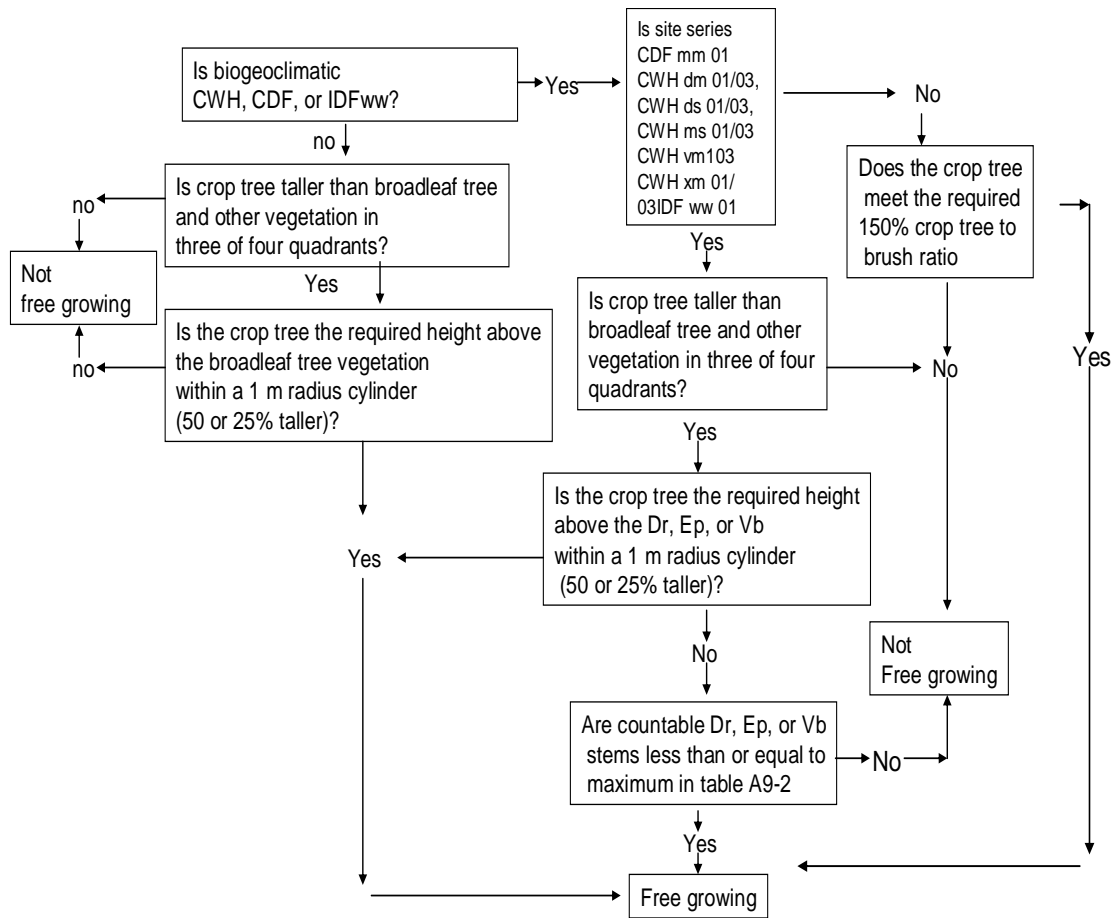 Is biogeoclimatic
CWH, CDF, or IDFww?
Yes
Is site series
CDF mm 01
CWH dm 01/03,
CWH ds 01/03,
CWH ms 01/03
CWH vm103
CWH xm 01/
03IDF ww 01
No
no
Does the crop tree
meet the required
150% crop tree to
brush ratio
Is crop tree taller than broadleaf tree
and other vegetation in
three of four quadrants?
no
Not
free growing
Yes
Yes
Is the crop tree the required height above
the broadleaf tree vegetation
within a 1 m radius cylinder
(50 or 25% taller)?
no
Is crop tree taller than
broadleaf tree and other
vegetation in three of four
quadrants?
No
Yes
Yes
Is the crop tree the required height
above the Dr, Ep, or Vb
within a 1 m radius cylinder
(50 or 25% taller)?
Yes
No
Not
Free growing
Are countable Dr, Ep, or Vb
stems less than or equal to
maximum in table A9-2
No
Yes
Free growing